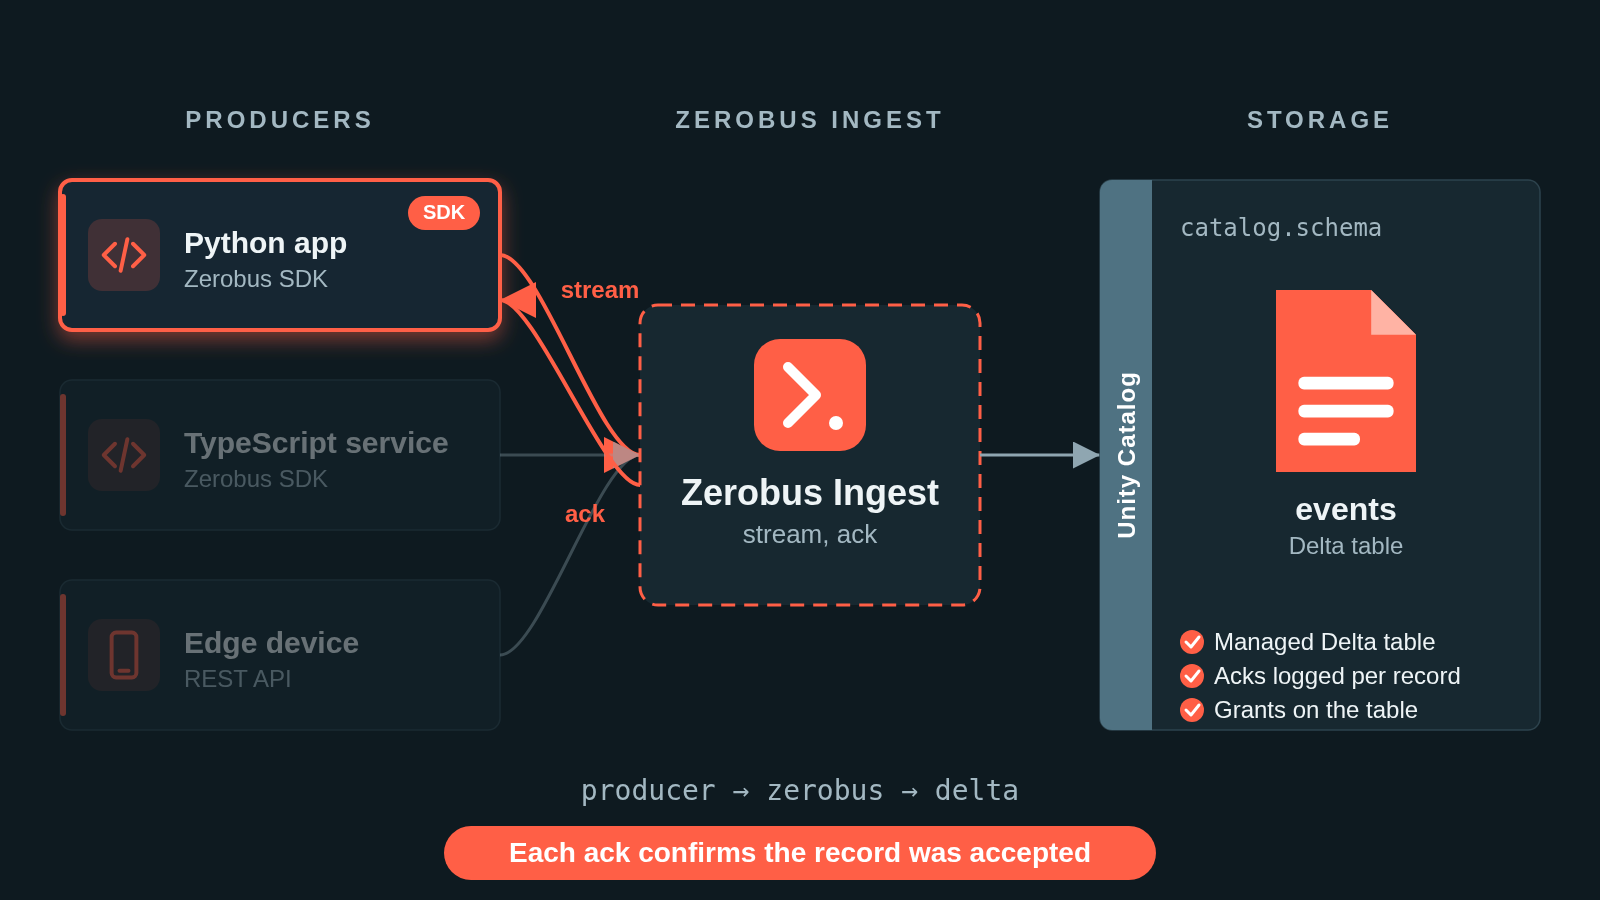 PRODUCERS
ZEROBUS INGEST
STORAGE
SDK
Python app
Zerobus SDK
TypeScript service
Zerobus SDK
Edge device
REST API
stream
ack
Zerobus Ingest
stream, ack
Unity Catalog
catalog.schema
events
Delta table
Managed Delta table
Acks logged per record
Grants on the table
producer → zerobus → delta
Each ack confirms the record was accepted